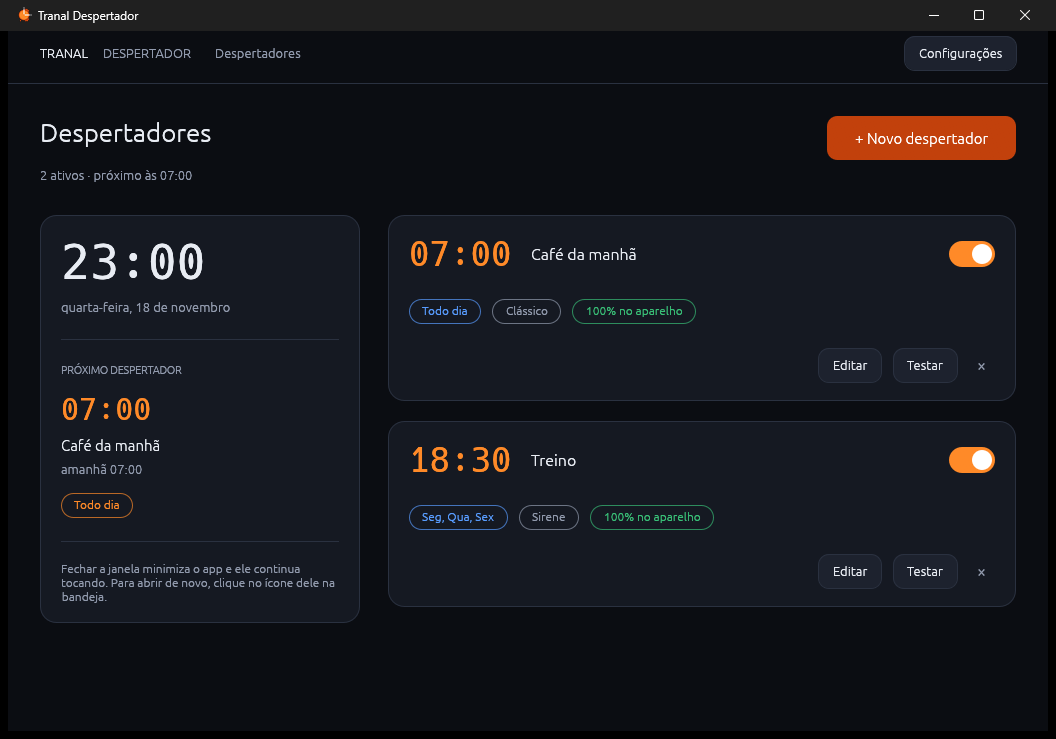 Tranal Despertador
TRANAL DESPERTADOR Despertadores Configurações
Despertadores
+ Novo despertador
2 ativos · próximo às 07:00
23:00
quarta-feira, 18 de novembro
PRÓXIMO DESPERTADOR
07:00
Café da manhã
amanhã 07:00
Todo dia
Fechar a janela minimiza o app e ele continua
tocando. Para abrir de novo, clique no ícone dele na
bandeja.
07:00 Café da manhã
Todo dia Clássico 100% no aparelho
Editar Testar ×
18:30 Treino
Seg, Qua, Sex Sirene 100% no aparelho
Editar Testar ×